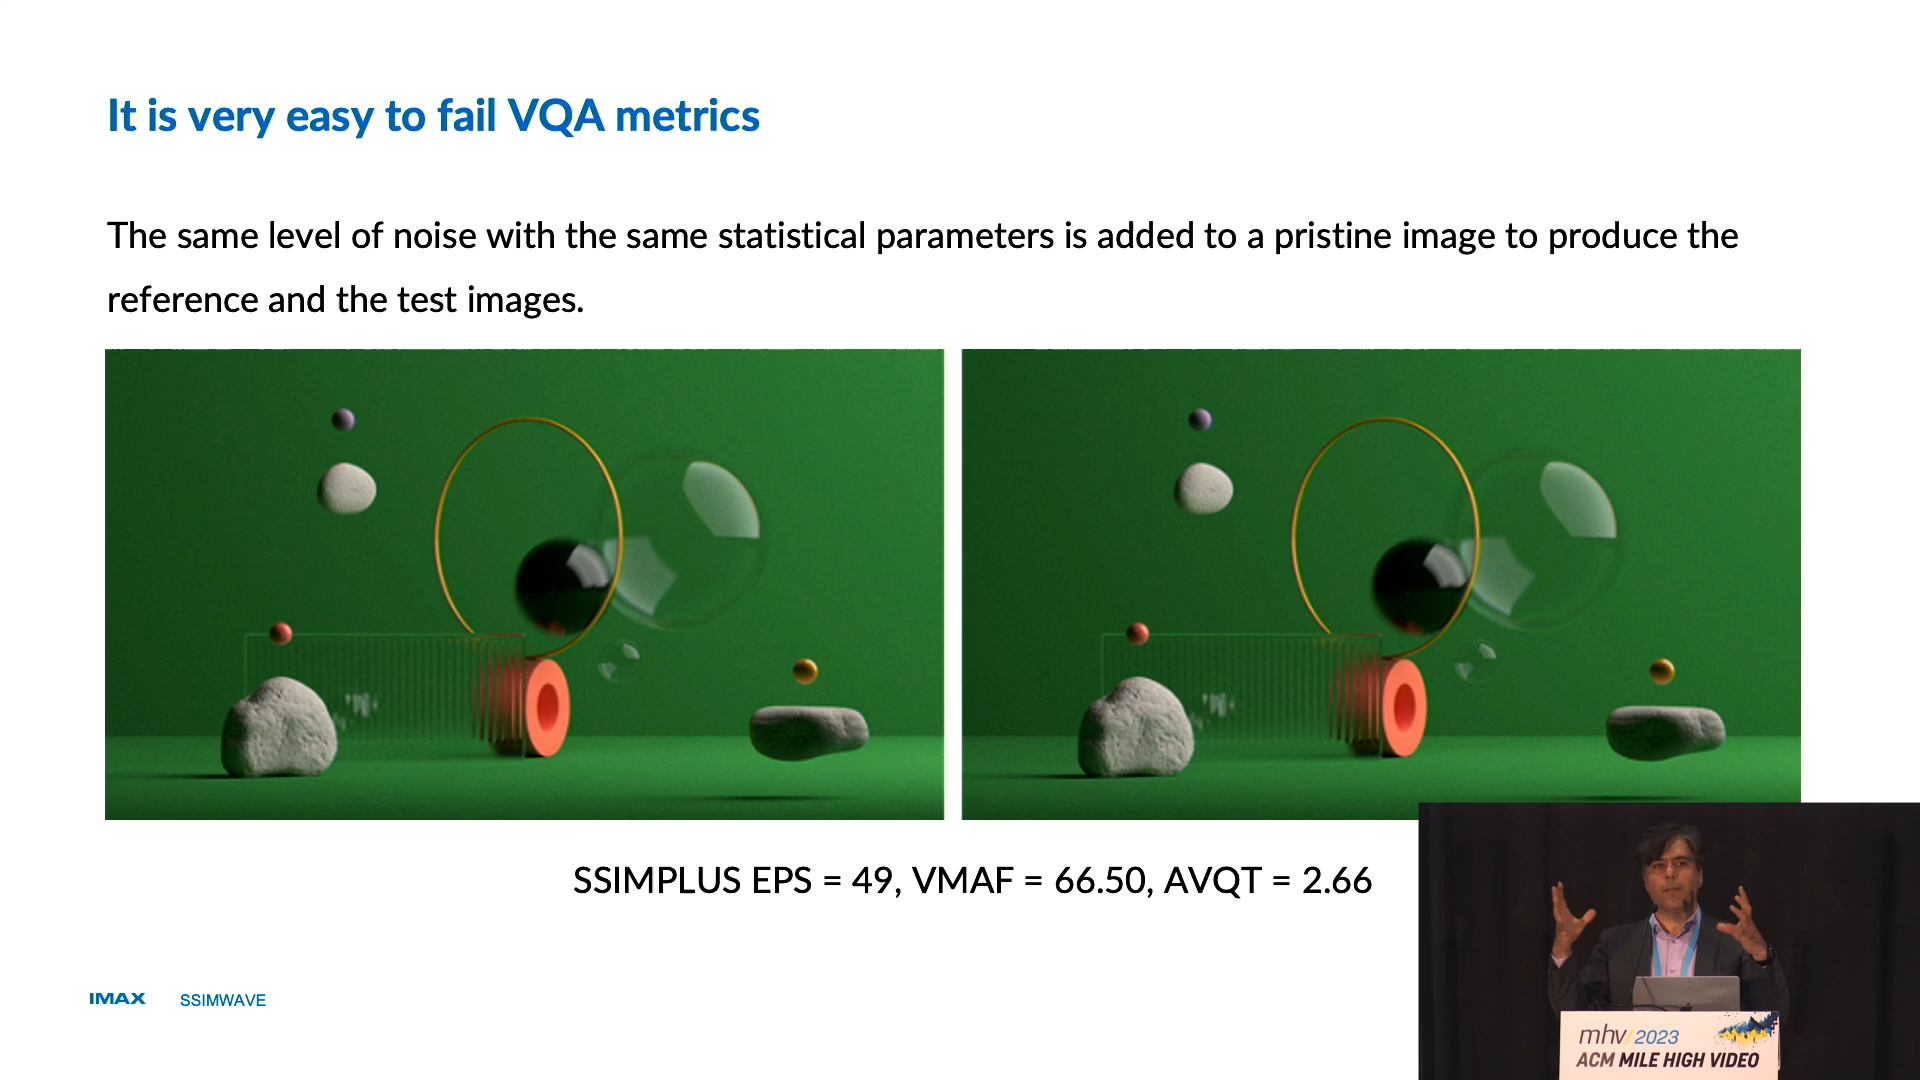 It is very easy to fail VQA metrics
The same level of noise with the same statistical parameters is added to a pristine image to produce the
reference and the test images.
SSIMPLUS EPS = 49, VMAF = 66.50, AVQT = 2.66
IMAX SSIMWAVE
mhv/2023
ACM MILE HIGH VIDEO